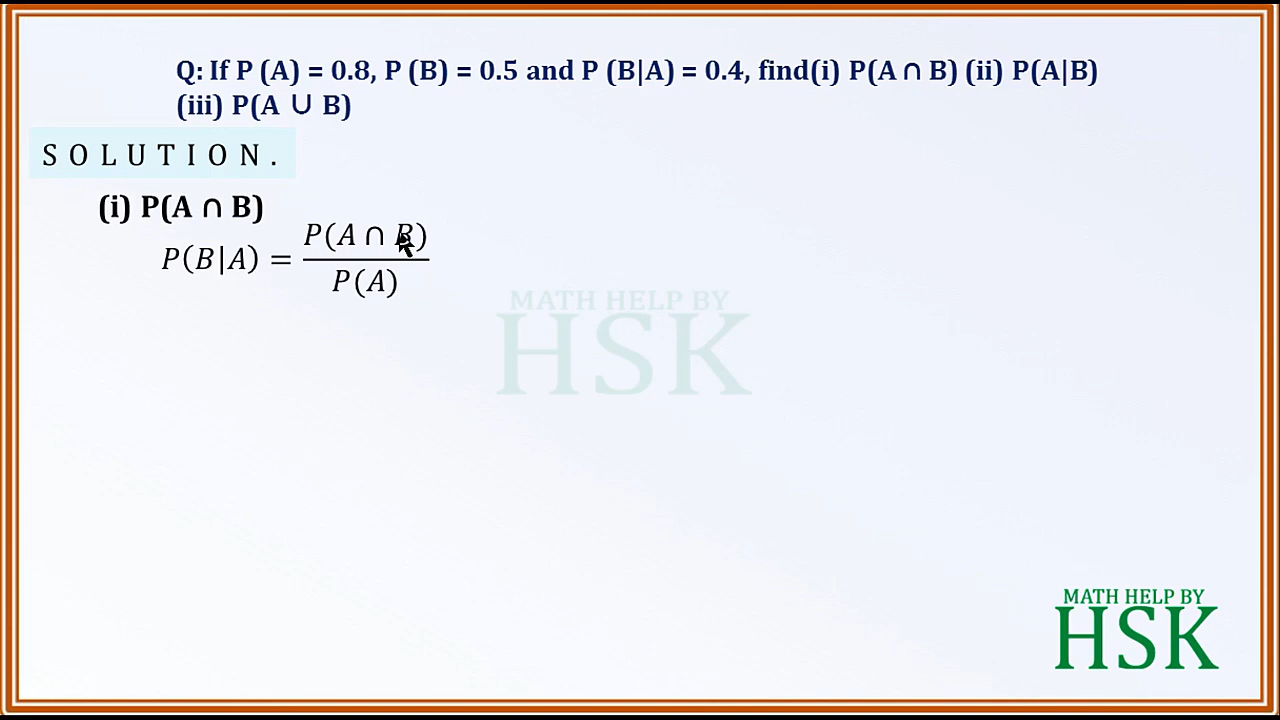 Q: If P (A) = 0.8, P (B) = 0.5 and P (B|A) = 0.4, find(i) P(A ∩ B) (ii) P(A|B)
(iii) P(A ∪ B)
SOLUTION.
(i) P(A ∩ B)
P(B|A) = P(A ∩ B) / P(A)
MATH HELP BY
HSK
MATH HELP BY
HSK